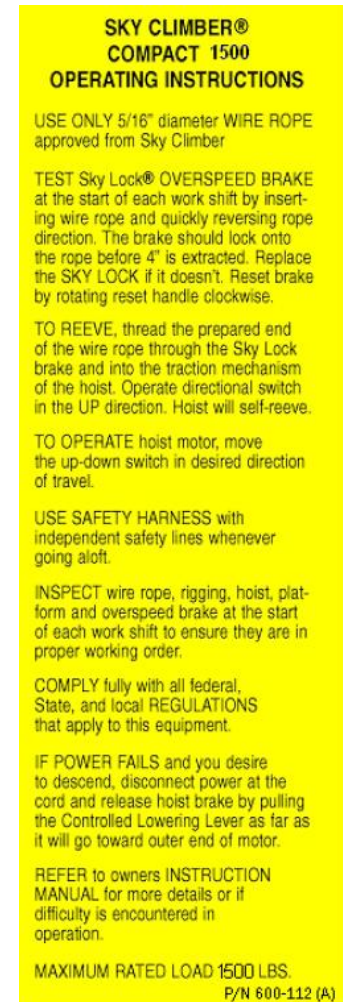 SKY CLIMBER®
COMPACT 1500
OPERATING INSTRUCTIONS
USE ONLY 5/16" diameter WIRE ROPE
approved from Sky Climber
TEST Sky Lock® OVERSPEED BRAKE
at the start of each work shift by insert-
ing wire rope and quickly reversing rope
direction. The brake should lock onto
the rope before 4" is extracted. Replace
the SKY LOCK if it doesn't. Reset brake
by rotating reset handle clockwise.
TO REEVE, thread the prepared end
of the wire rope through the Sky Lock
brake and into the traction mechanism
of the hoist. Operate directional switch
in the UP direction. Hoist will self-reeve.
TO OPERATE hoist motor, move
the up-down switch in desired direction
of travel.
USE SAFETY HARNESS with
independent safety lines whenever
going aloft.
INSPECT wire rope, rigging, hoist, plat-
form and overspeed brake at the start
of each work shift to ensure they are in
proper working order.
COMPLY fully with all federal,
State, and local REGULATIONS
that apply to this equipment.
IF POWER FAILS and you desire
to descend, disconnect power at the
cord and release hoist brake by pulling
the Controlled Lowering Lever as far as
it will go toward outer end of motor.
REFER to owners INSTRUCTION
MANUAL for more details or if
difficulty is encountered in
operation.
MAXIMUM RATED LOAD 1500 LBS.
P/N 600-112 (A)